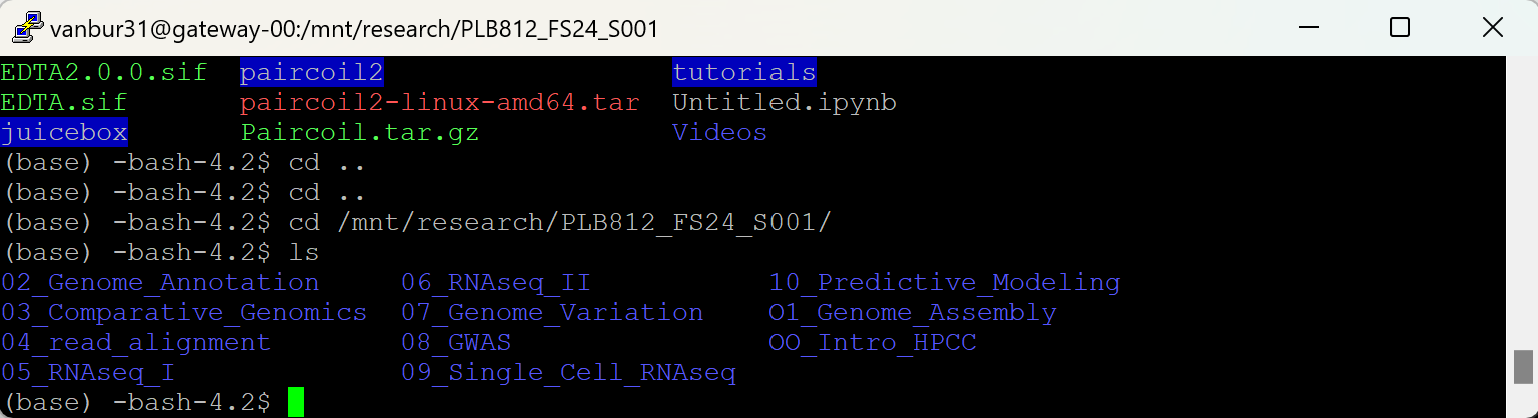 vanbur31@gateway-00:/mnt/research/PLB812_FS24_S001
EDTA2.0.0.sif  paircoil2                  tutorials
EDTA.sif       paircoil2-linux-amd64.tar  Untitled.ipynb
juicebox       Paircoil.tar.gz            Videos
(base) -bash-4.2$ cd ..
(base) -bash-4.2$ cd ..
(base) -bash-4.2$ cd /mnt/research/PLB812_FS24_S001/
(base) -bash-4.2$ ls
02_Genome_Annotation     06_RNAseq_II           10_Predictive_Modeling
03_Comparative_Genomics  07_Genome_Variation    O1_Genome_Assembly
04_read_alignment        08_GWAS                OO_Intro_HPCC
05_RNAseq_I              09_Single_Cell_RNAseq
(base) -bash-4.2$